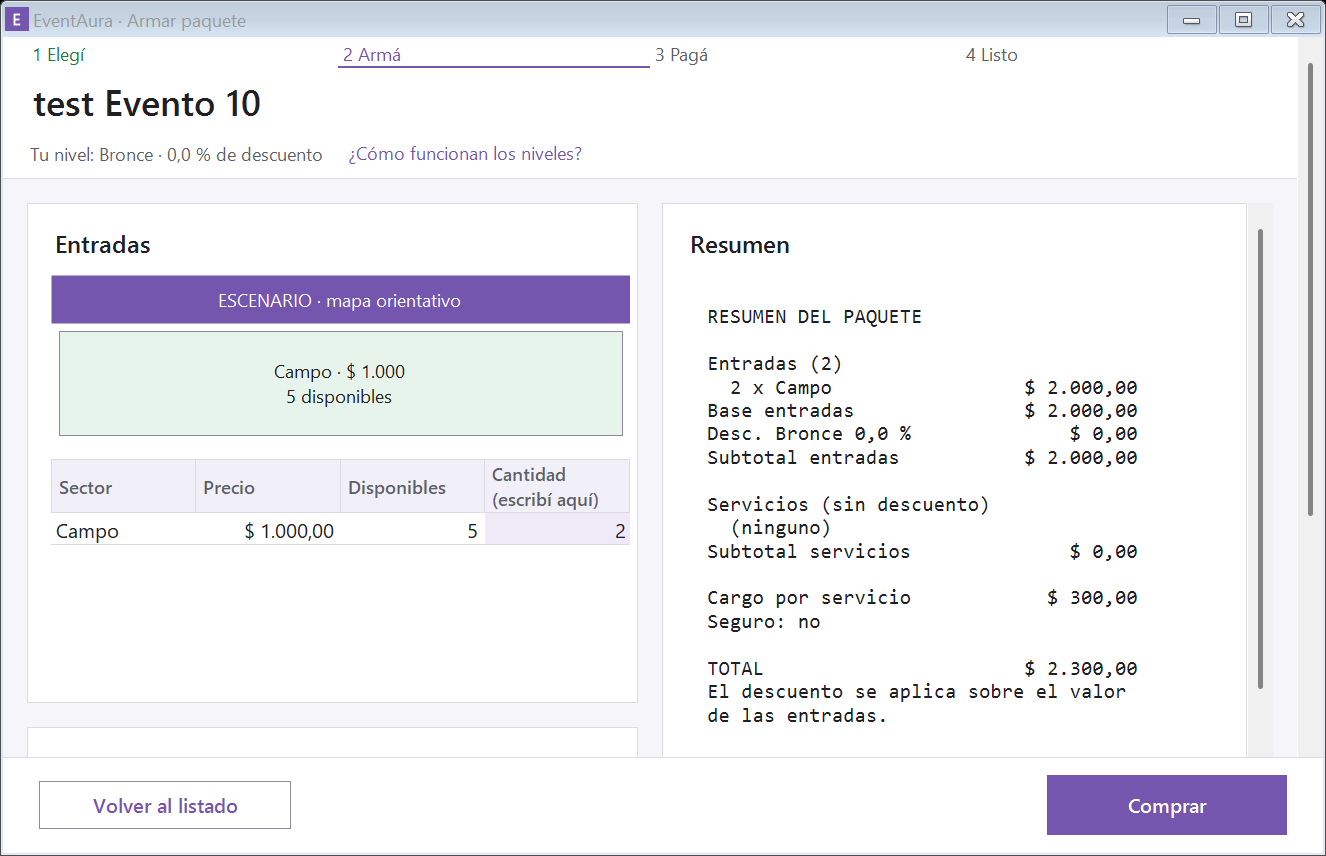 E EventAura · Armar paquete
1 Elegí
2 Armá
3 Pagá
4 Listo
test Evento 10
Tu nivel: Bronce · 0,0 % de descuento
¿Cómo funcionan los niveles?
Entradas
ESCENARIO · mapa orientativo
Campo · $ 1.000
5 disponibles
Sector
Precio
Disponibles
Cantidad
(escribí aquí)
Campo
$ 1.000,00
5
2
Resumen
RESUMEN DEL PAQUETE
Entradas (2)
2 x Campo $ 2.000,00
Base entradas $ 2.000,00
Desc. Bronce 0,0 % $ 0,00
Subtotal entradas $ 2.000,00
Servicios (sin descuento)
(ninguno)
Subtotal servicios $ 0,00
Cargo por servicio $ 300,00
Seguro: no
TOTAL $ 2.300,00
El descuento se aplica sobre el valor
de las entradas.
Volver al listado
Comprar